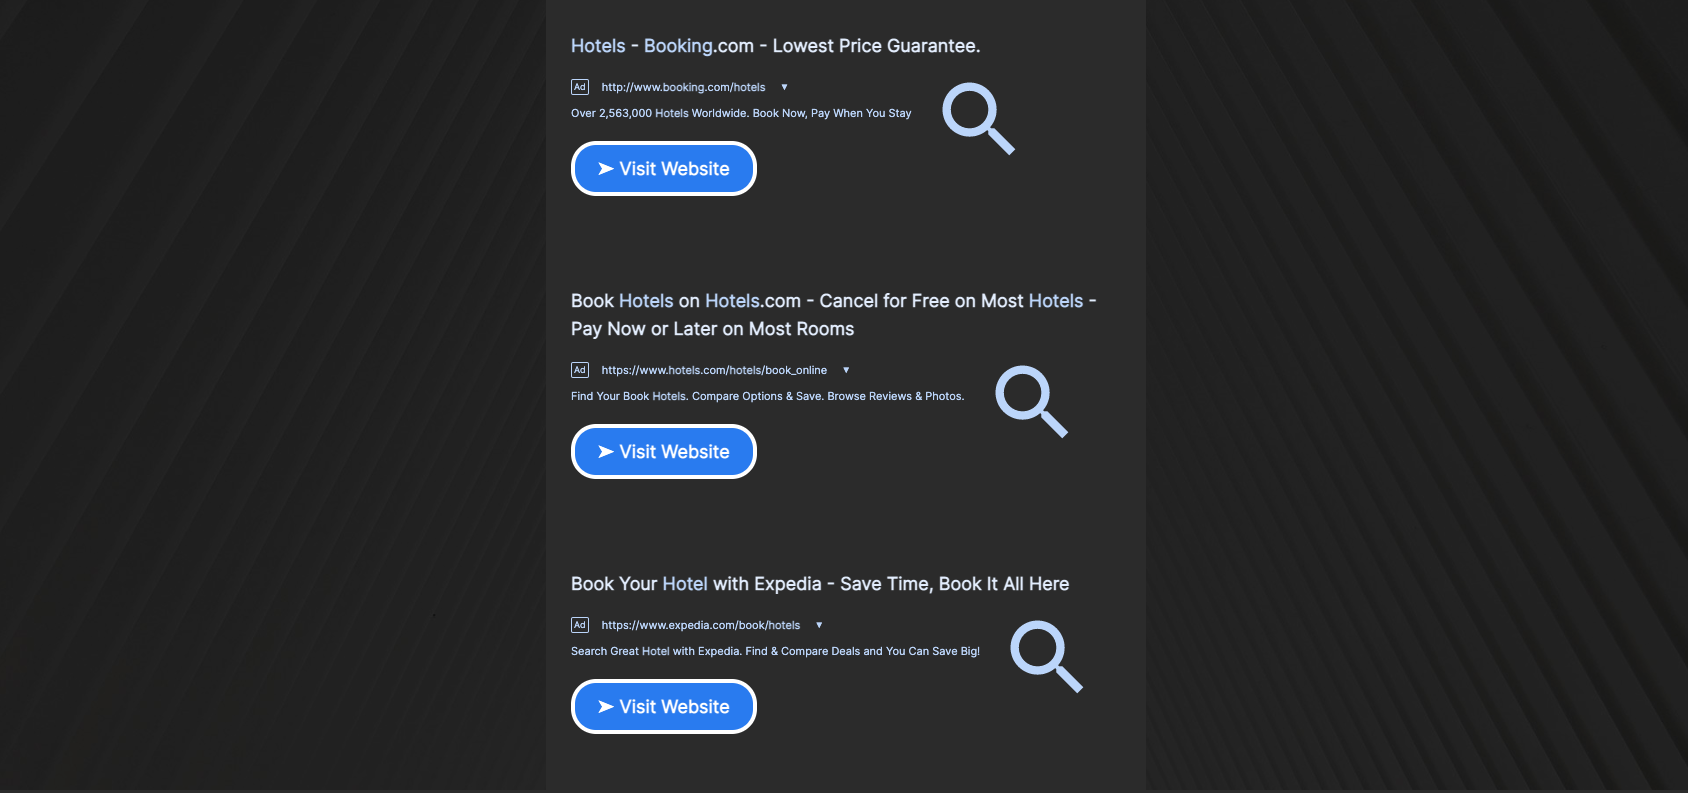 Hotels - Booking.com - Lowest Price Guarantee.
Ad http://www.booking.com/hotels ▼
Over 2,563,000 Hotels Worldwide. Book Now, Pay When You Stay
➤ Visit Website
Book Hotels on Hotels.com - Cancel for Free on Most Hotels -
Pay Now or Later on Most Rooms
Ad https://www.hotels.com/hotels/book_online ▼
Find Your Book Hotels. Compare Options & Save. Browse Reviews & Photos.
➤ Visit Website
Book Your Hotel with Expedia - Save Time, Book It All Here
Ad https://www.expedia.com/book/hotels ▼
Search Great Hotel with Expedia. Find & Compare Deals and You Can Save Big!
➤ Visit Website